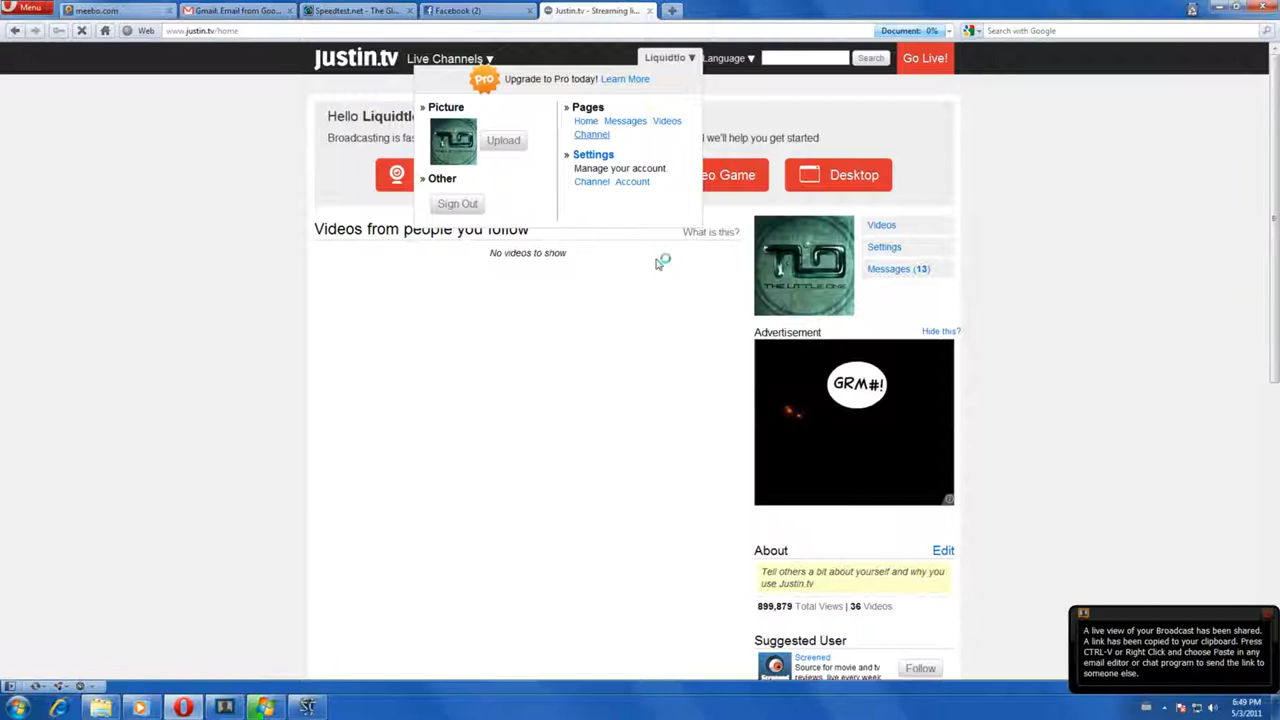 Menu
meebo.com
Gmail: Email from Goo...
Speedtest.net - The Gl...
Facebook (2)
Justin.tv - Streaming li...
Web
www.justin.tv/home
Document: 0%
Search with Google
justin.tv
Live Channels ▼
Liquidtlo ▼
Language ▼
Search
Go Live!
Pro
Upgrade to Pro today! Learn More
» Picture
Upload
» Other
Sign Out
» Pages
Home Messages Videos
Channel
» Settings
Manage your account.
Channel Account
Hello Liquidtl
Broadcasting is fas
we'll help you get started
eo Game
Desktop
Videos from people you follow
What is this?
No videos to show
TLO
THE LITTLE ONE
Videos
Settings
Messages (13)
Advertisement
Hide this?
GRM#!
About
Edit
Tell others a bit about yourself and why you
use Justin.tv
899,879 Total Views | 36 Videos
Suggested User
Screened
Source for movie and tv
reviews, live every week
Follow
A live view of your Broadcast has been shared.
A link has been copied to your clipboard. Press
CTRL-V or Right Click and choose Paste in any
email editor or chat program to send the link to
someone else.
6:49 PM
5/3/2011